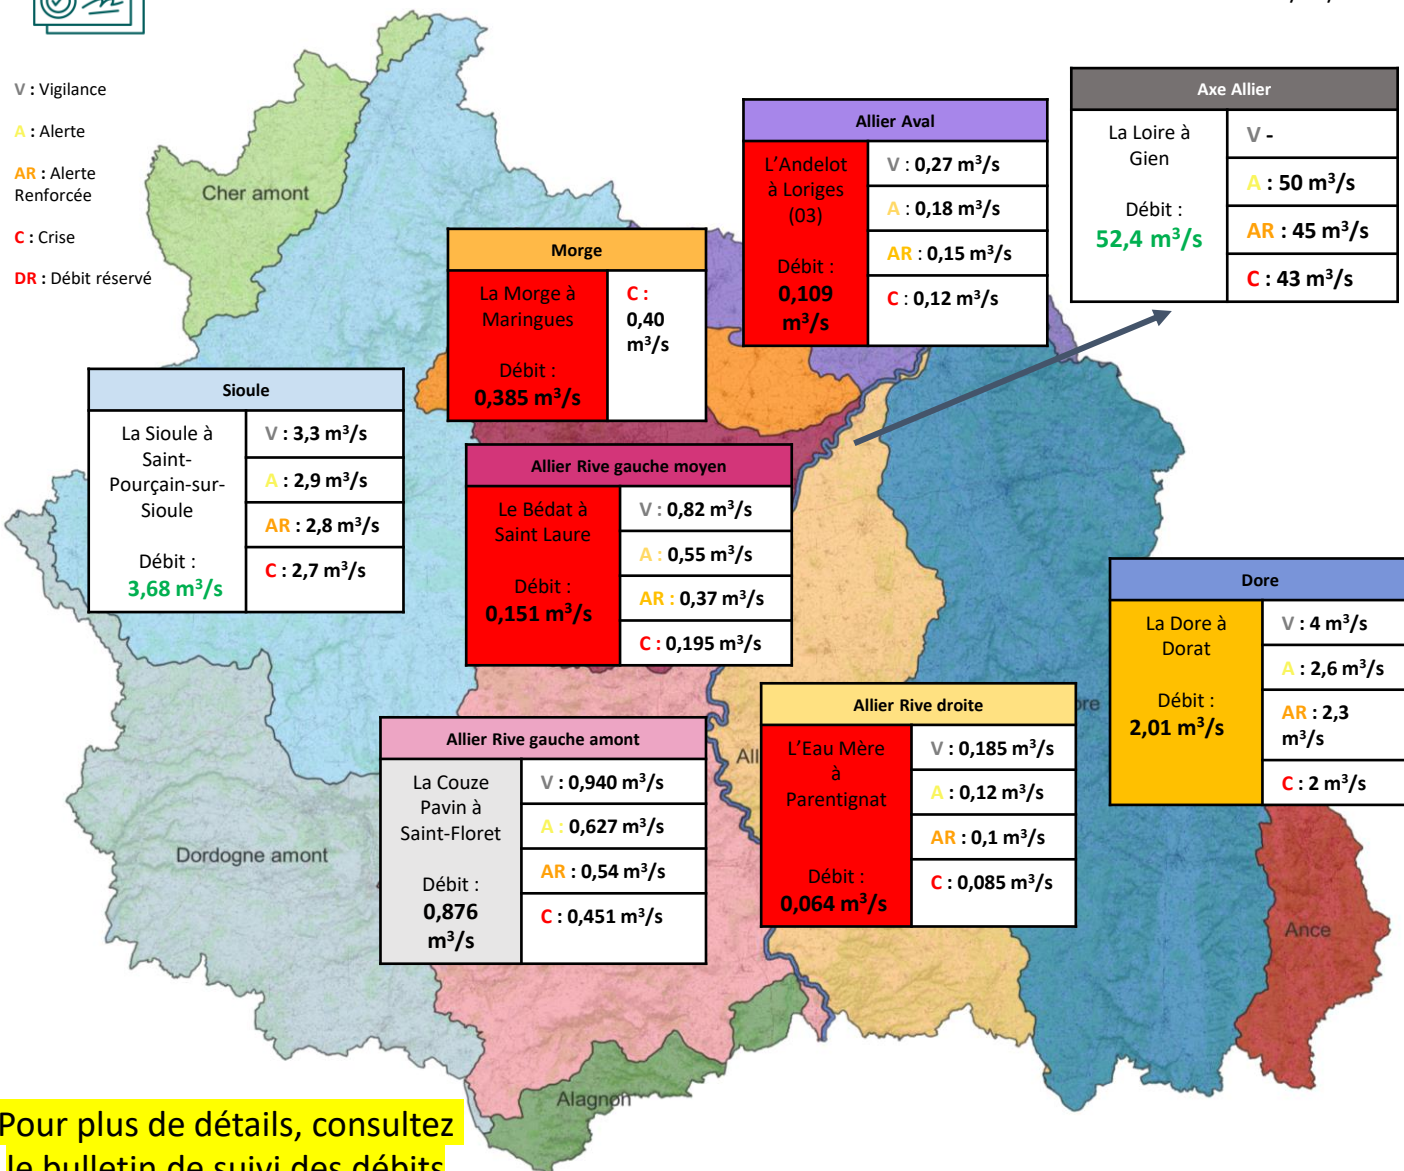 V : Vigilance
A : Alerte
AR : Alerte
Renforcée
C : Crise
DR : Débit réservé
Cher amont
Axe Allier
La Loire à
Gien
Débit :
52,4 m³/s
V -
A : 50 m³/s
AR : 45 m³/s
C : 43 m³/s
Allier Aval
L'Andelot
à Loriges
(03)
Débit :
0,109
m³/s
V : 0,27 m³/s
A : 0,18 m³/s
AR : 0,15 m³/s
C : 0,12 m³/s
Morge
La Morge à
Maringues
Débit :
0,385 m³/s
C :
0,40
m³/s
Sioule
La Sioule à
Saint-
Pourçain-sur-
Sioule
Débit :
3,68 m³/s
V : 3,3 m³/s
A : 2,9 m³/s
AR : 2,8 m³/s
C : 2,7 m³/s
Allier Rive gauche moyen
Le Bédat à
Saint Laure
Débit :
0,151 m³/s
V : 0,82 m³/s
A : 0,55 m³/s
AR : 0,37 m³/s
C : 0,195 m³/s
Dore
La Dore à
Dorat
Débit :
2,01 m³/s
V : 4 m³/s
A : 2,6 m³/s
AR : 2,3
m³/s
C : 2 m³/s
Allier Rive gauche amont
La Couze
Pavin à
Saint-Floret
Débit :
0,876
m³/s
V : 0,940 m³/s
A : 0,627 m³/s
AR : 0,54 m³/s
C : 0,451 m³/s
Allier Rive droite
L'Eau Mère
à
Parentignat
Débit :
0,064 m³/s
V : 0,185 m³/s
A : 0,12 m³/s
AR : 0,1 m³/s
C : 0,085 m³/s
Dordogne amont
Ance
Alagnon
Pour plus de détails, consultez
le bulletin de suivi des débits